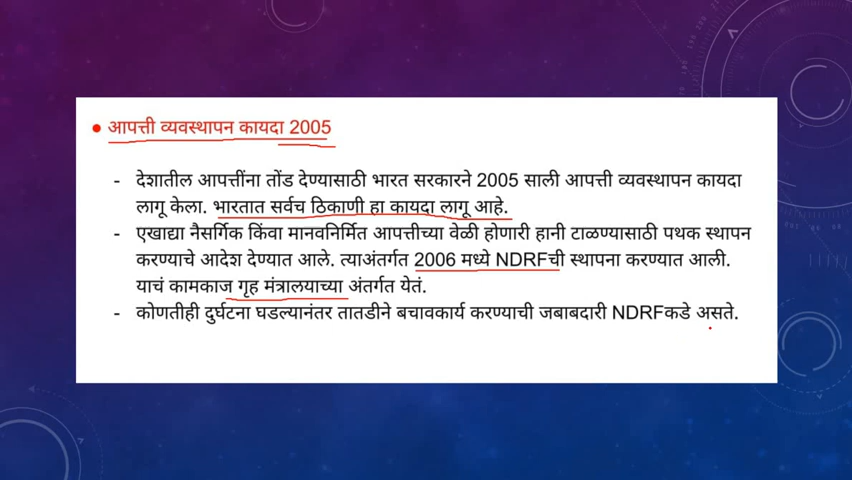 ● आपत्ती व्यवस्थापन कायदा 2005
- देशातील आपत्तींना तोंड देण्यासाठी भारत सरकारने 2005 साली आपत्ती व्यवस्थापन कायदा
लागू केला. भारतात सर्वच ठिकाणी हा कायदा लागू आहे.
- एखाद्या नैसर्गिक किंवा मानवनिर्मित आपत्तीच्या वेळी होणारी हानी टाळण्यासाठी पथक स्थापन
करण्याचे आदेश देण्यात आले. त्याअंतर्गत 2006 मध्ये NDRFची स्थापना करण्यात आली.
याचं कामकाज गृह मंत्रालयाच्या अंतर्गत येतं.
- कोणतीही दुर्घटना घडल्यानंतर तातडीने बचावकार्य करण्याची जबाबदारी NDRFकडे असते.